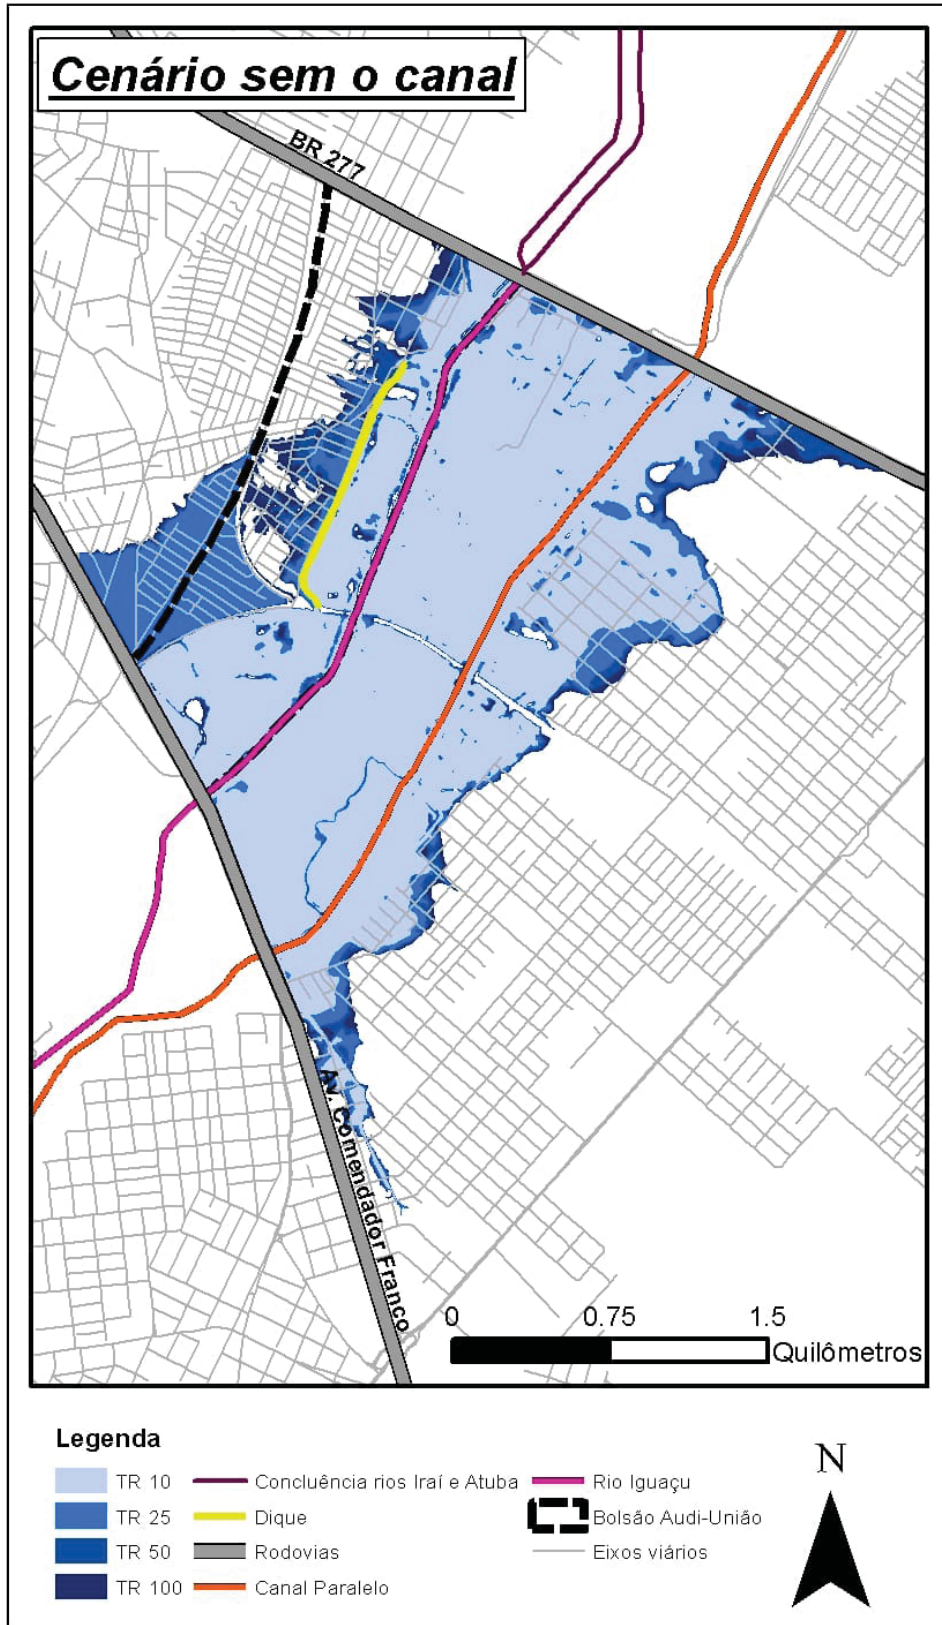 Cenário sem o canal
BR 277
Av. Comendador Franco
0 0.75 1.5
Quilômetros
Legenda
TR 10
TR 25
TR 50
TR 100
Concluência rios Iraí e Atuba
Dique
Rodovias
Canal Paralelo
Rio Iguaçu
Bolsão Audi-União
Eixos viários
N